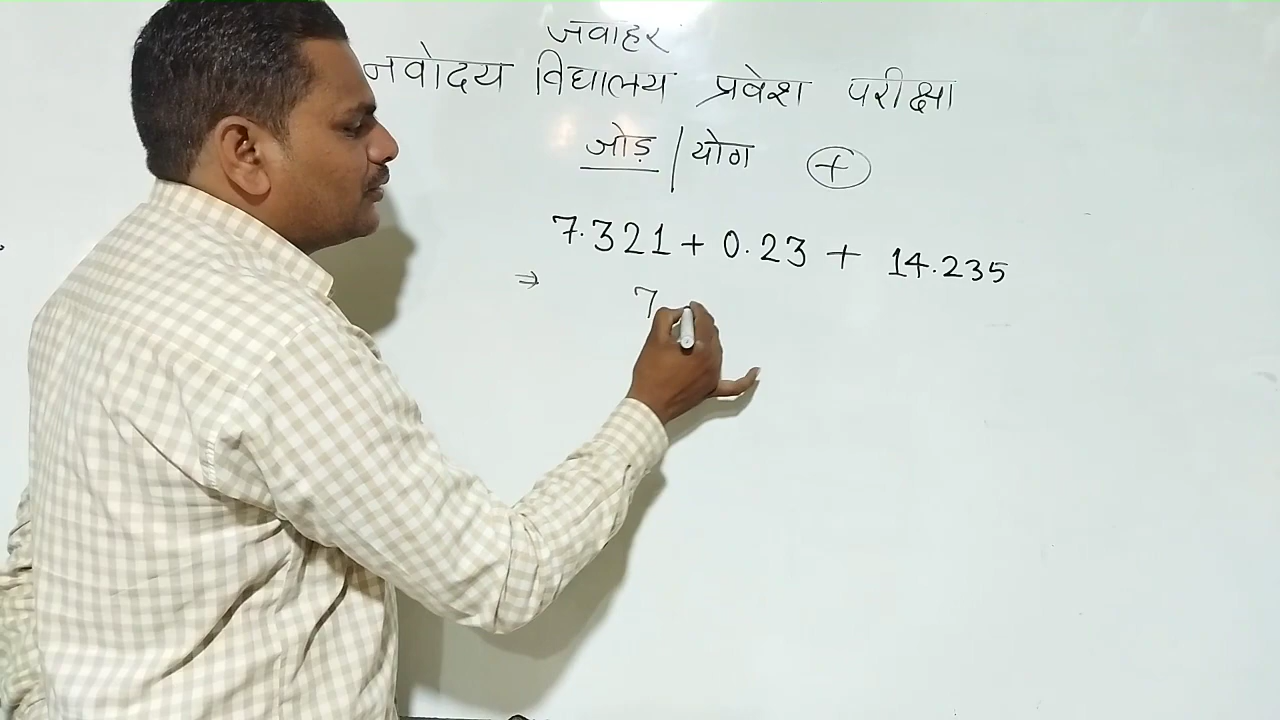 जवाहर
नवोदय विद्यालय प्रवेश परीक्षा
जोड़ | योग +
7.321 + 0.23 + 14.235
⇒ 7